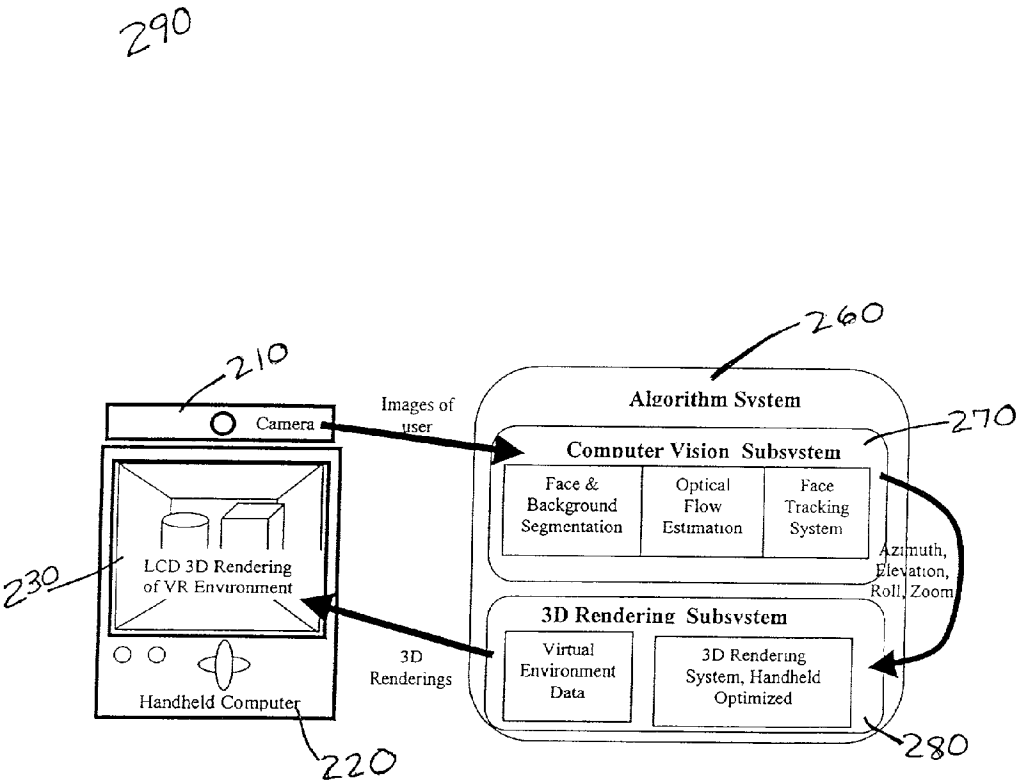 290
260
210
Camera
Images of
user
Algorithm System
270
Computer Vision Subsystem
Face &
Background
Segmentation
Optical
Flow
Estimation
Face
Tracking
System
230
LCD 3D Rendering
of VR Environment
Azimuth,
Elevation,
Roll, Zoom
3D
Renderings
3D Rendering Subsystem
Virtual
Environment
Data
3D Rendering
System, Handheld
Optimized
Handheld Computer
220
280